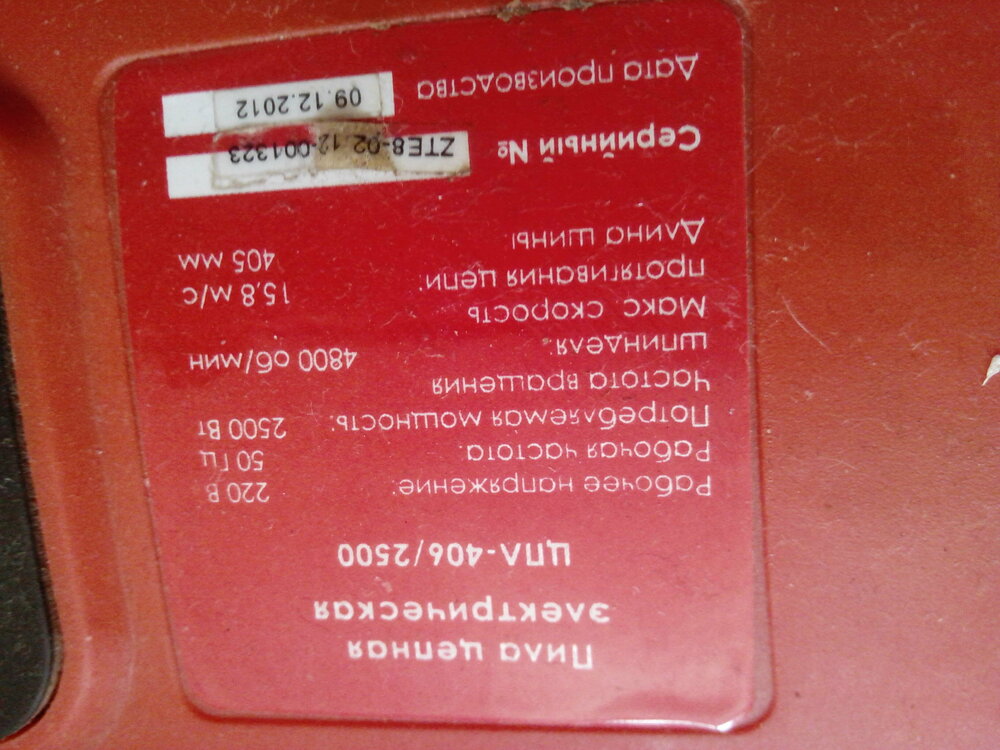 Пила цепная
электрическая
ЦПЛ-406/2500
Рабочее напряжение: 220 В
Рабочая частота: 50 Гц
Потребляемая мощность: 2500 Вт
Частота вращения
шпинделя: 4800 об/мин
Макс скорость
протягивания цепи: 15,8 м/с
Длина шины 405 мм
Серийный № ZTE8-02 12-001323
Дата производства 09.12.2012